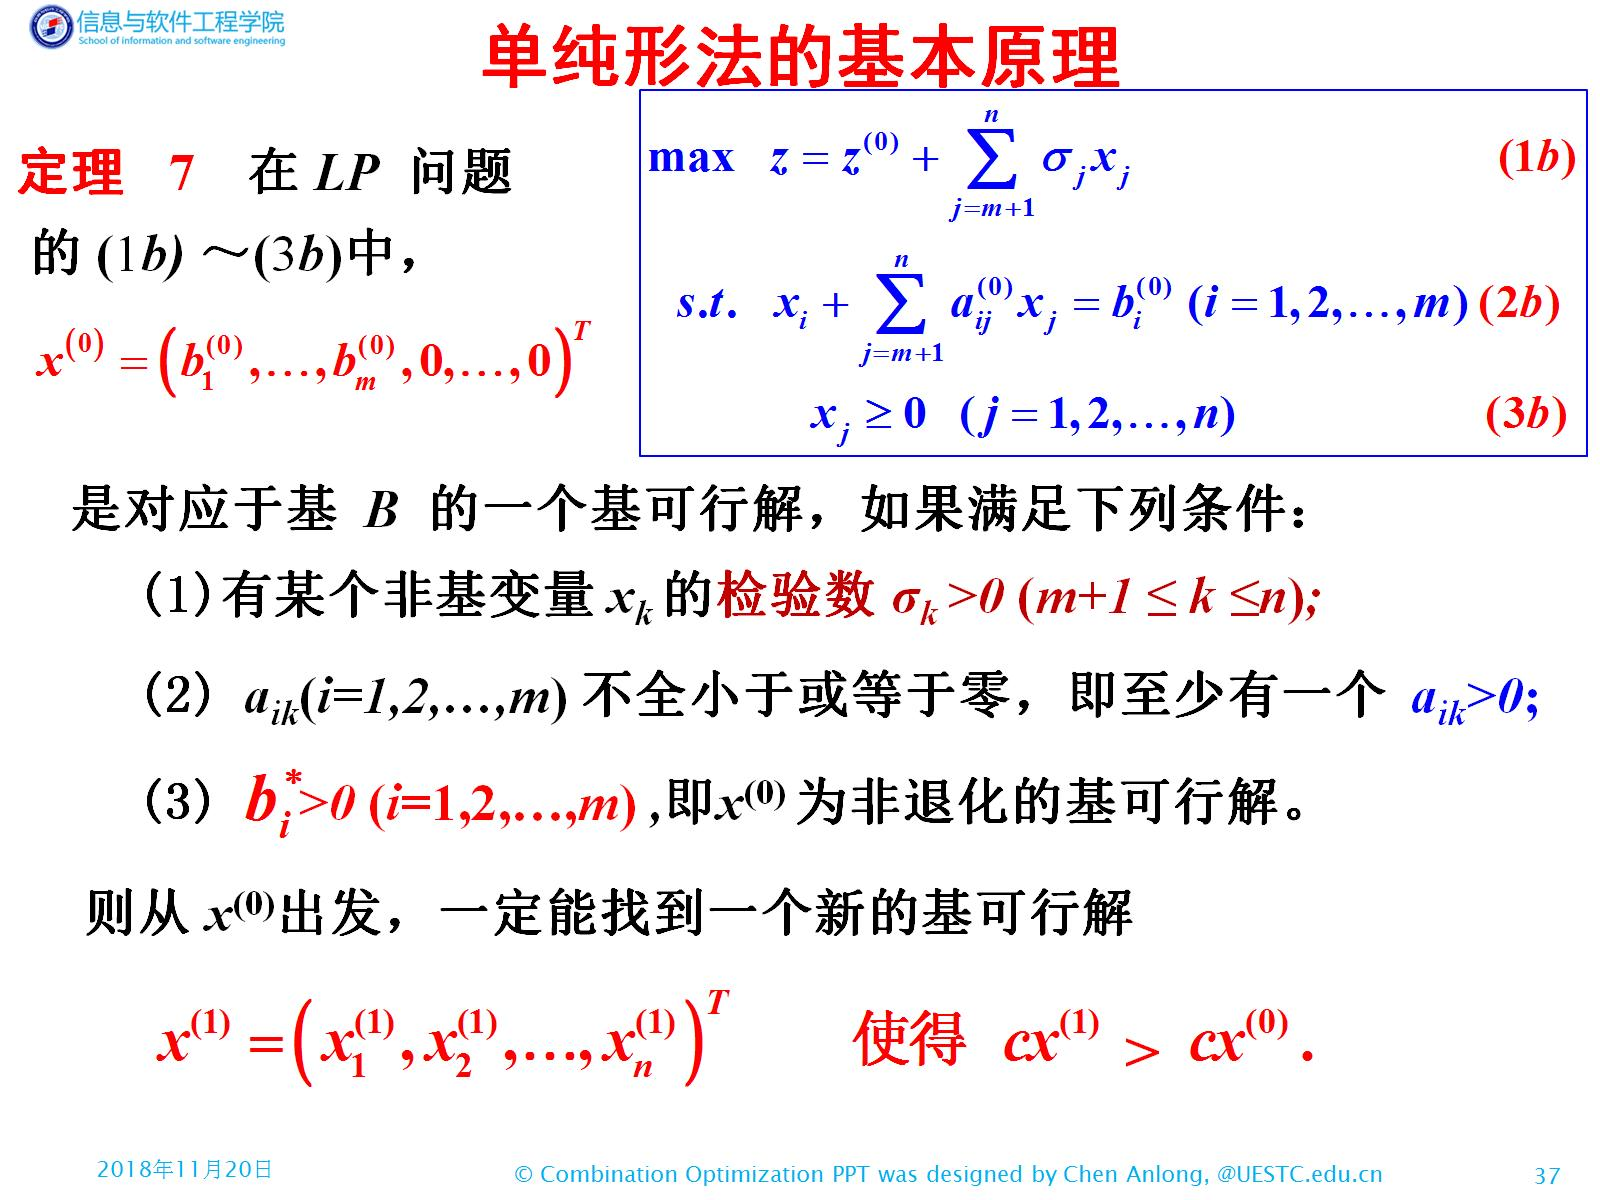 信息与软件工程学院
School of information and software engineering
单纯形法的基本原理
定理 7 在 LP 问题
的 (1b) ～(3b)中，
x^{(0)} = (b_1^{(0)},…,b_m^{(0)},0,…,0)^T
max z = z^{(0)} + \sum_{j=m+1}^{n} σ_j x_j (1b)
s.t. x_i + \sum_{j=m+1}^{n} a_{ij}^{(0)} x_j = b_i^{(0)} (i = 1,2,…,m) (2b)
x_j ≥ 0 (j = 1,2,…,n) (3b)
是对应于基 B 的一个基可行解，如果满足下列条件：
(1)有某个非基变量 x_k 的检验数 σ_k >0 (m+1 ≤ k ≤n);
(2) a_{ik}(i=1,2,…,m) 不全小于或等于零，即至少有一个 a_{ik}>0;
(3) b_i^*>0 (i=1,2,…,m) ,即x^{(0)} 为非退化的基可行解。
则从 x^{(0)}出发，一定能找到一个新的基可行解
x^{(1)} = (x_1^{(1)}, x_2^{(1)},…, x_n^{(1)})^T 使得 cx^{(1)} > cx^{(0)} .
2018年11月20日
© Combination Optimization PPT was designed by Chen Anlong, @UESTC.edu.cn
37